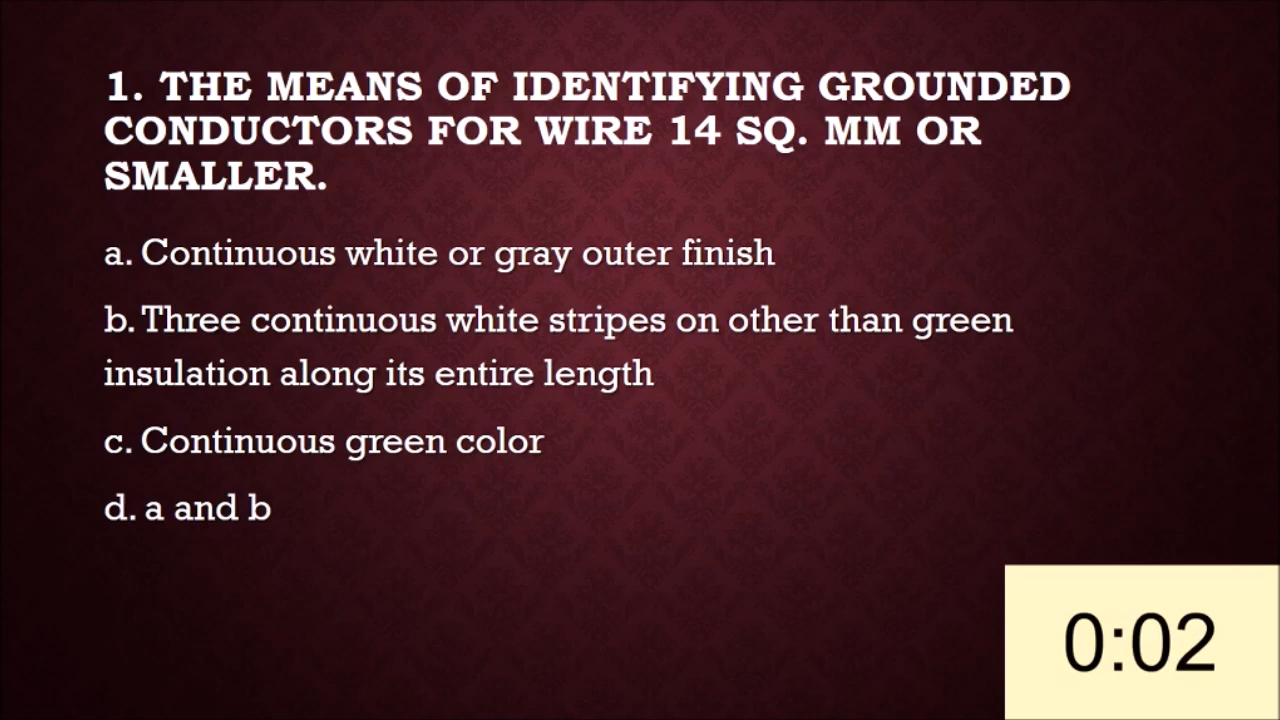 1. THE MEANS OF IDENTIFYING GROUNDED
CONDUCTORS FOR WIRE 14 SQ. MM OR
SMALLER.
a. Continuous white or gray outer finish
b. Three continuous white stripes on other than green
insulation along its entire length
c. Continuous green color
d. a and b
0:02